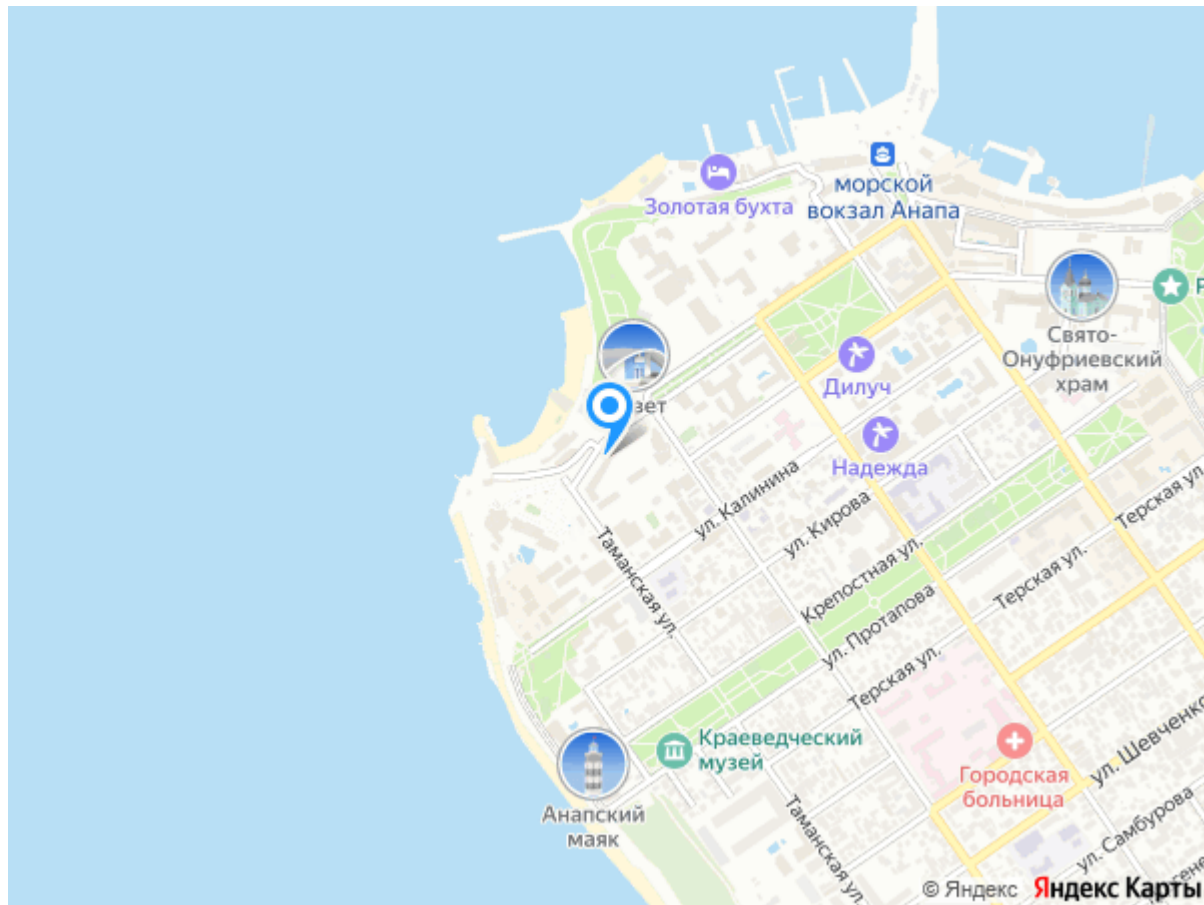 Золотая бухта
морской
вокзал Анапа
Свято-
Онуфриевский
храм
Дилуч
Надежда
ул. Калинина
ул. Кирова
Крепостная ул.
ул. Протапова
Терская ул.
Терская ул.
Терская ул.
Таманская ул.
Краеведческий
музей
Анапский
маяк
Городская
больница
ул. Шевченко
ул. Самбурова
Таманская ул.
© Яндекс Яндекс Карты